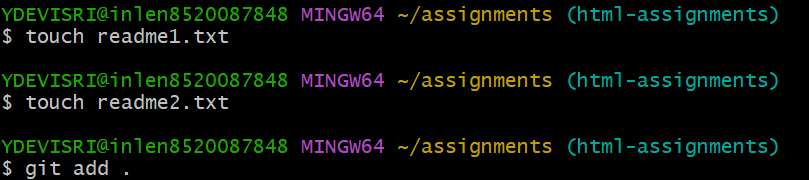 YDEVISRI@inlen8520087848 MINGW64 ~/assignments (html-assignments)
$ touch readme1.txt
YDEVISRI@inlen8520087848 MINGW64 ~/assignments (html-assignments)
$ touch readme2.txt
YDEVISRI@inlen8520087848 MINGW64 ~/assignments (html-assignments)
$ git add .